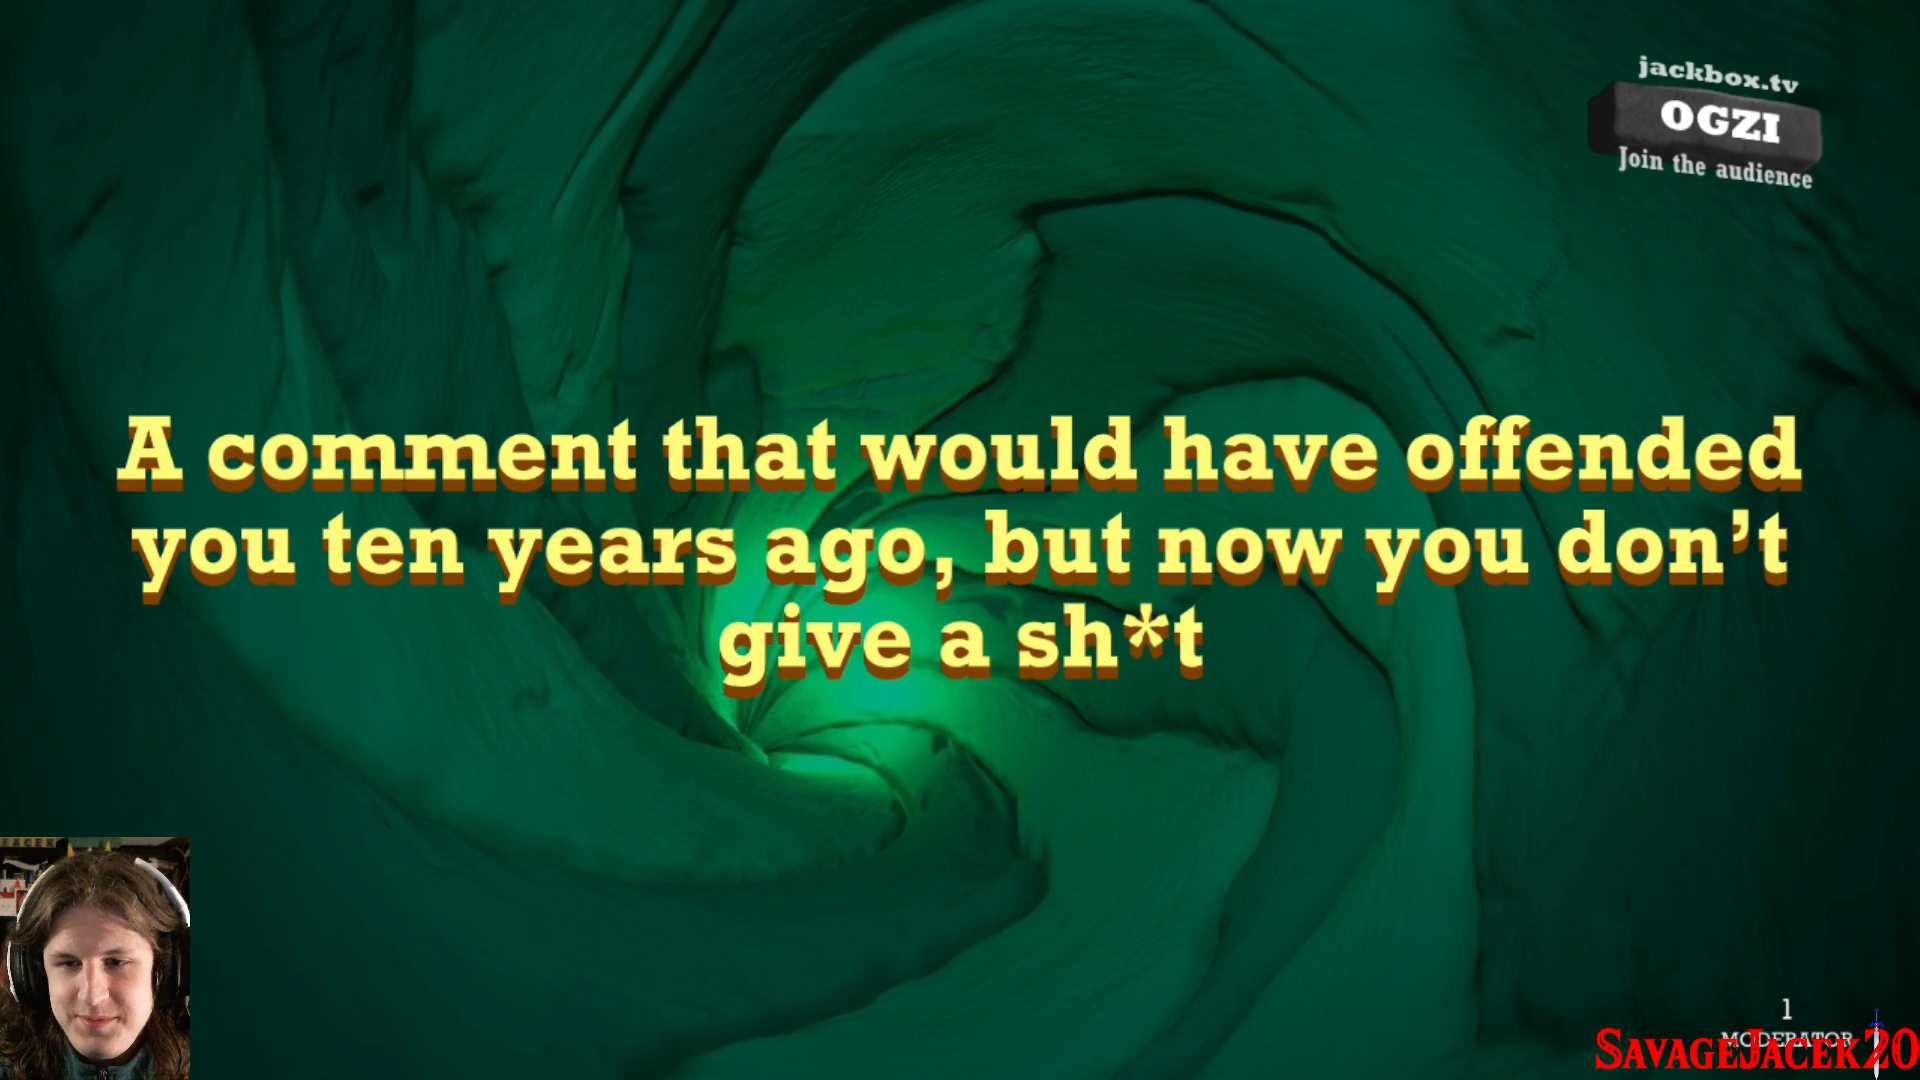 jackbox.tv
OGZI
Join the audience
A comment that would have offended
you ten years ago, but now you don’t
give a sh*t
1
MODERATOR
SAVAGEJACEK20